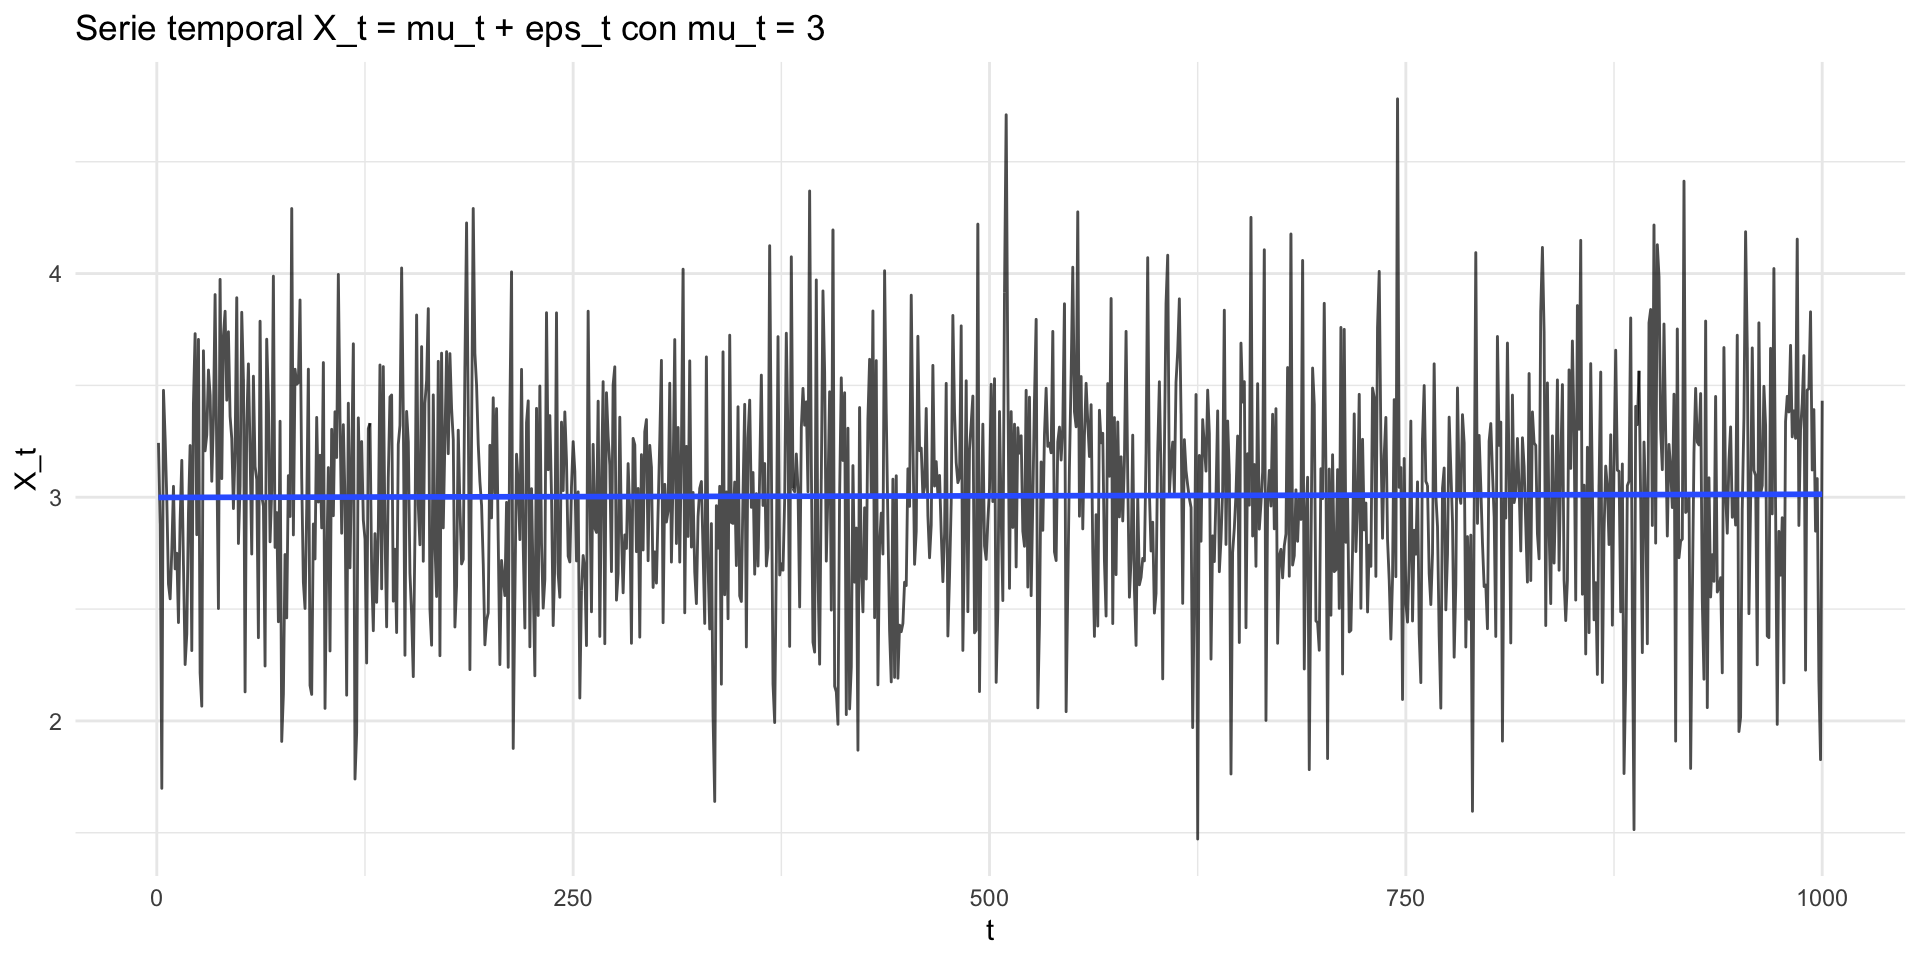 Serie temporal X_t = mu_t + eps_t con mu_t = 3
X_t
4
3
2
0 250 500 750 1000
t